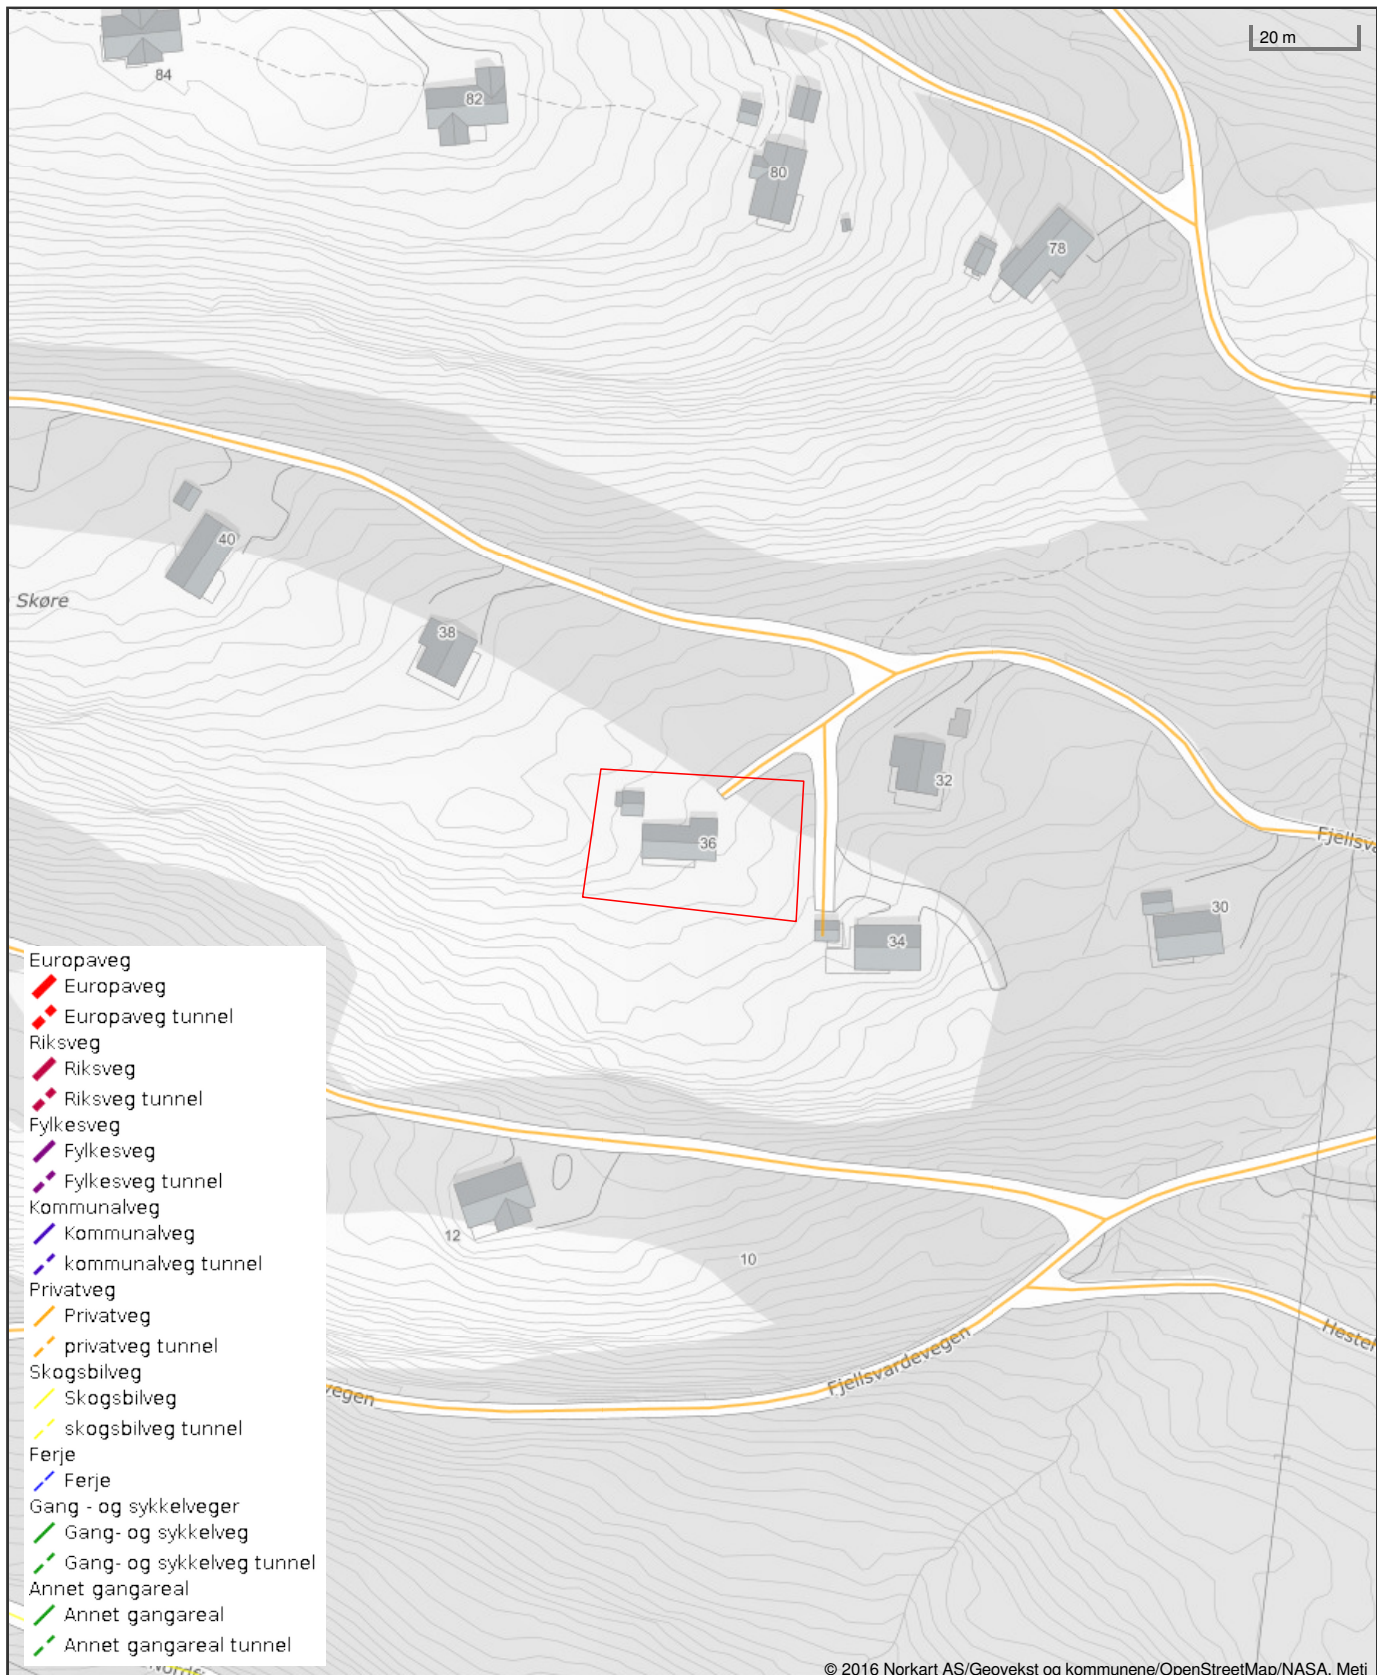 20 m
84
82
80
78
40
Skøre
38
32
36
Fjellsva
30
34
12
10
Fjellsvardevegen
vegen
Europaveg
Europaveg
Europaveg tunnel
Riksveg
Riksveg
Riksveg tunnel
Fylkesveg
Fylkesveg
Fylkesveg tunnel
Kommunalveg
Kommunalveg
kommunalveg tunnel
Privatveg
Privatveg
privatveg tunnel
Skogsbilveg
Skogsbilveg
skogsbilveg tunnel
Ferje
Ferje
Gang - og sykkelveger
Gang- og sykkelveg
Gang- og sykkelveg tunnel
Annet gangareal
Annet gangareal
Annet gangareal tunnel
© 2016 Norkart AS/Geovekst og kommunene/OpenStreetMap/NASA, Meti